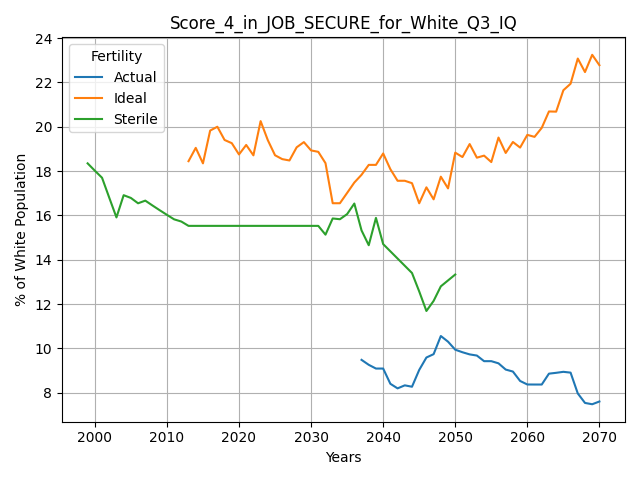 Score_4_in_JOB_SECURE_for_White_Q3_IQ
% of White Population
24
22
20
18
16
14
12
10
8
Fertility
Actual
Ideal
Sterile
2000 2010 2020 2030 2040 2050 2060 2070
Years